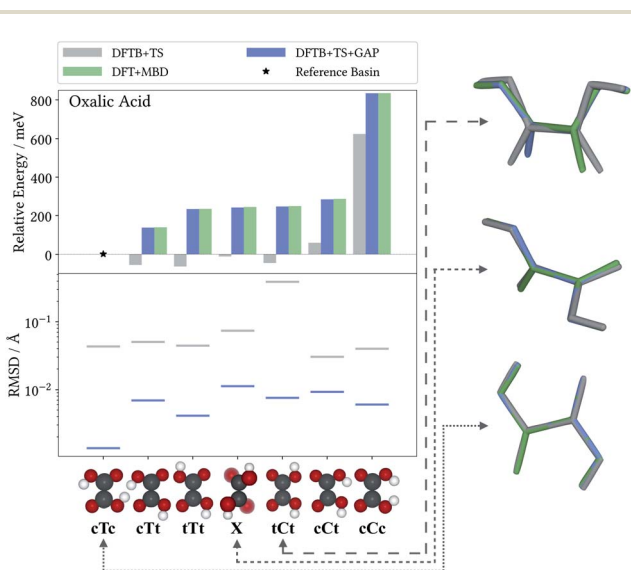 DFTB+TS
DFTB+TS+GAP
DFT+MBD
★ Reference Basin
Oxalic Acid
Relative Energy / meV
800
600
400
200
0
RMSD / Å
10⁻¹
10⁻²
cTc cTt tTt X tCt cCt cCc